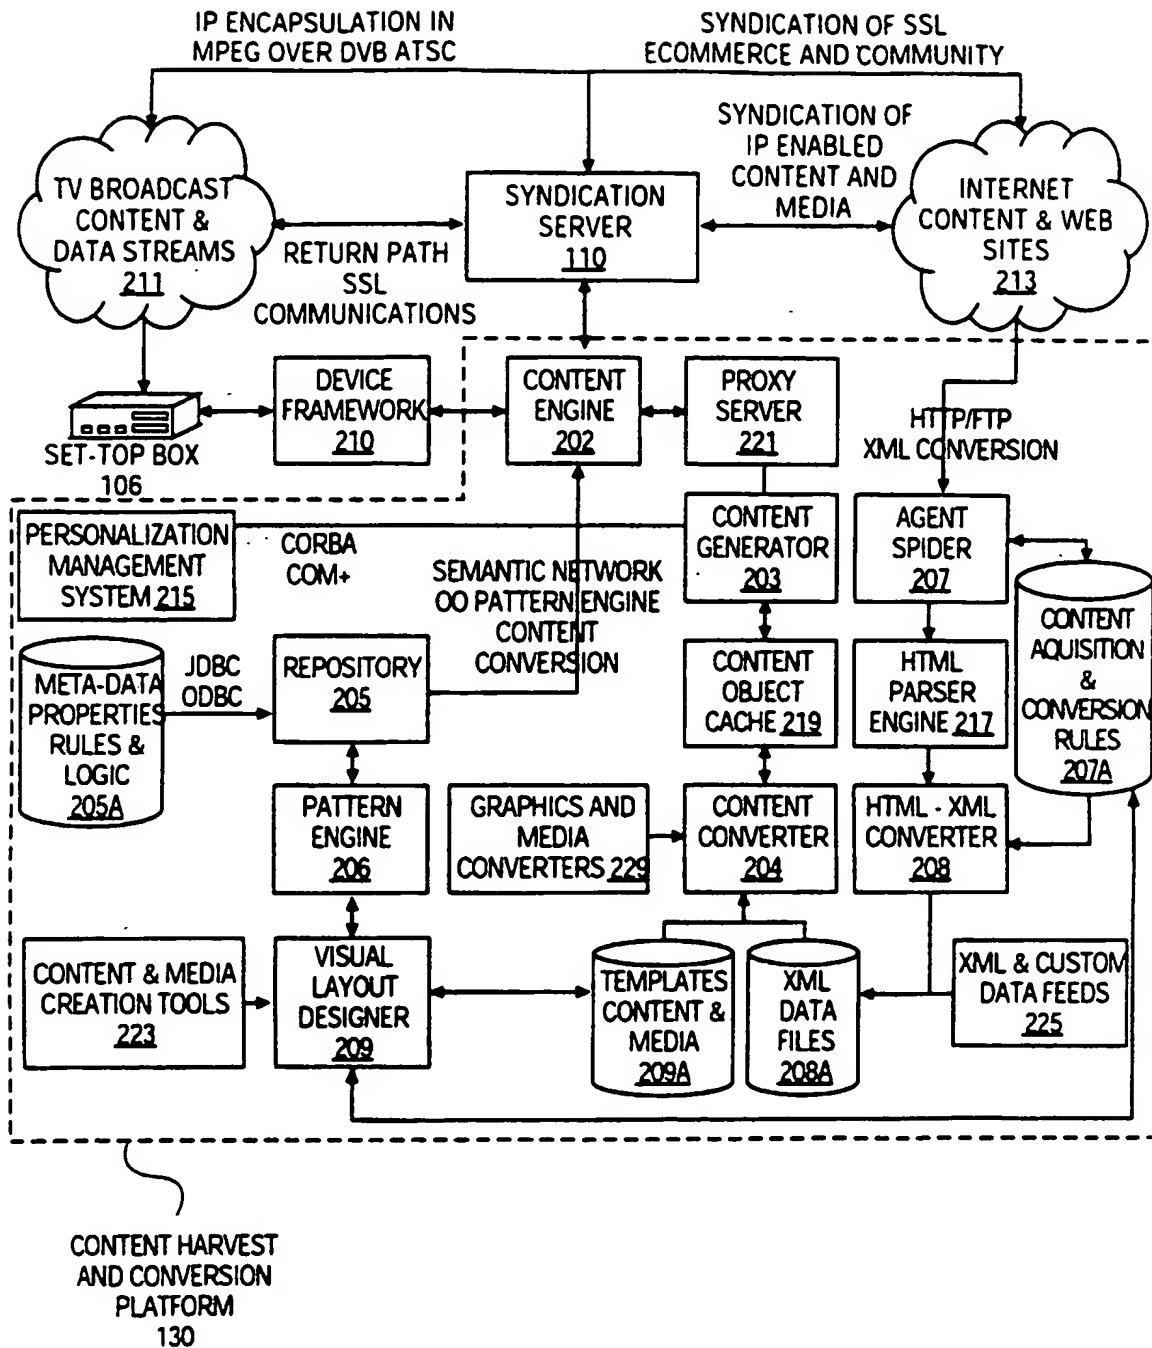 IP ENCAPSULATION IN
MPEG OVER DVB ATSC
SYNDICATION OF SSL
ECOMMERCE AND COMMUNITY
SYNDICATION OF
IP ENABLED
CONTENT AND
MEDIA
TV BROADCAST
CONTENT &
DATA STREAMS
211
SYNDICATION
SERVER
110
INTERNET
CONTENT & WEB
SITES
213
RETURN PATH
SSL
COMMUNICATIONS
SET-TOP BOX
106
DEVICE
FRAMEWORK
210
CONTENT
ENGINE
202
PROXY
SERVER
221
HTTP/FTP
XML CONVERSION
PERSONALIZATION
MANAGEMENT
SYSTEM 215
CORBA
COM+
SEMANTIC NETWORK
OO PATTERN ENGINE
CONTENT
CONVERSION
CONTENT
GENERATOR
203
AGENT
SPIDER
207
META-DATA
PROPERTIES
RULES &
LOGIC
205A
JDBC
ODBC
REPOSITORY
205
CONTENT
OBJECT
CACHE 219
HTML
PARSER
ENGINE 217
CONTENT
AQUISITION
&
CONVERSION
RULES
207A
PATTERN
ENGINE
206
GRAPHICS AND
MEDIA
CONVERTERS 229
CONTENT
CONVERTER
204
HTML - XML
CONVERTER
208
CONTENT & MEDIA
CREATION TOOLS
223
VISUAL
LAYOUT
DESIGNER
209
TEMPLATES
CONTENT &
MEDIA
209A
XML
DATA
FILES
208A
XML & CUSTOM
DATA FEEDS
225
CONTENT HARVEST
AND CONVERSION
PLATFORM
130